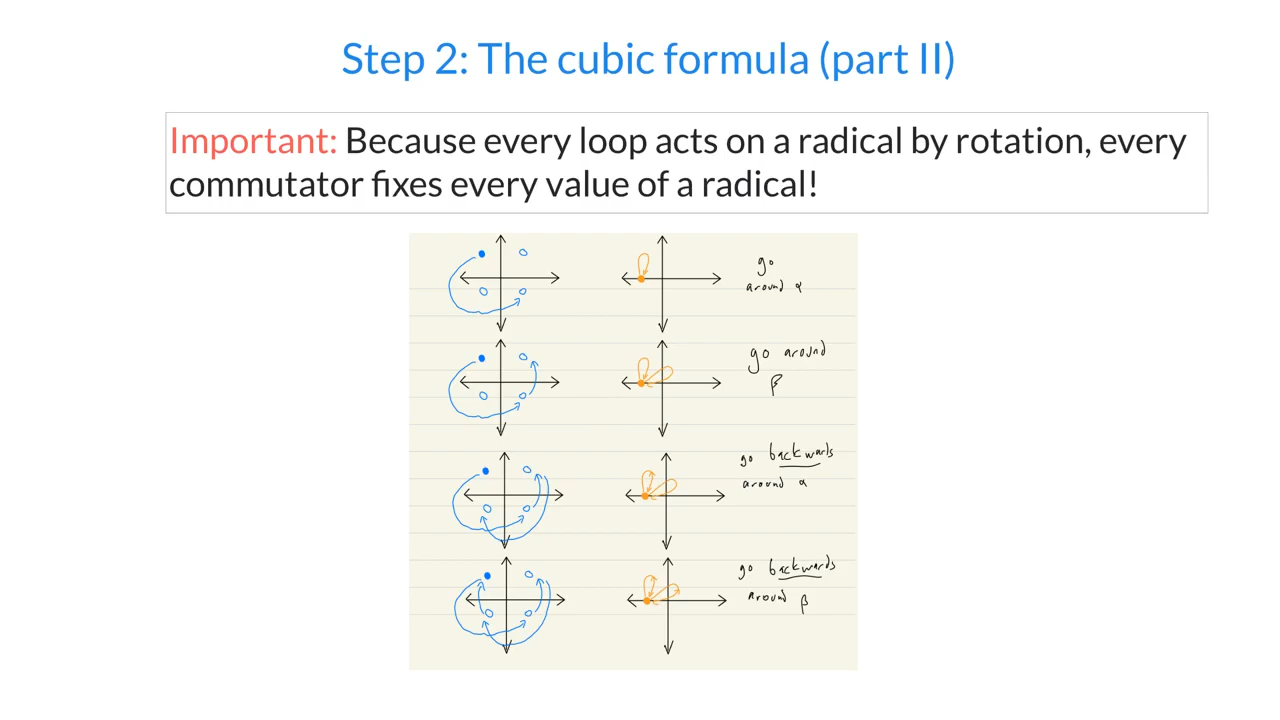 Step 2: The cubic formula (part II)
Important: Because every loop acts on a radical by rotation, every
commutator fixes every value of a radical!
go
around α
go around
β
go backwards
around α
go backwards
around β